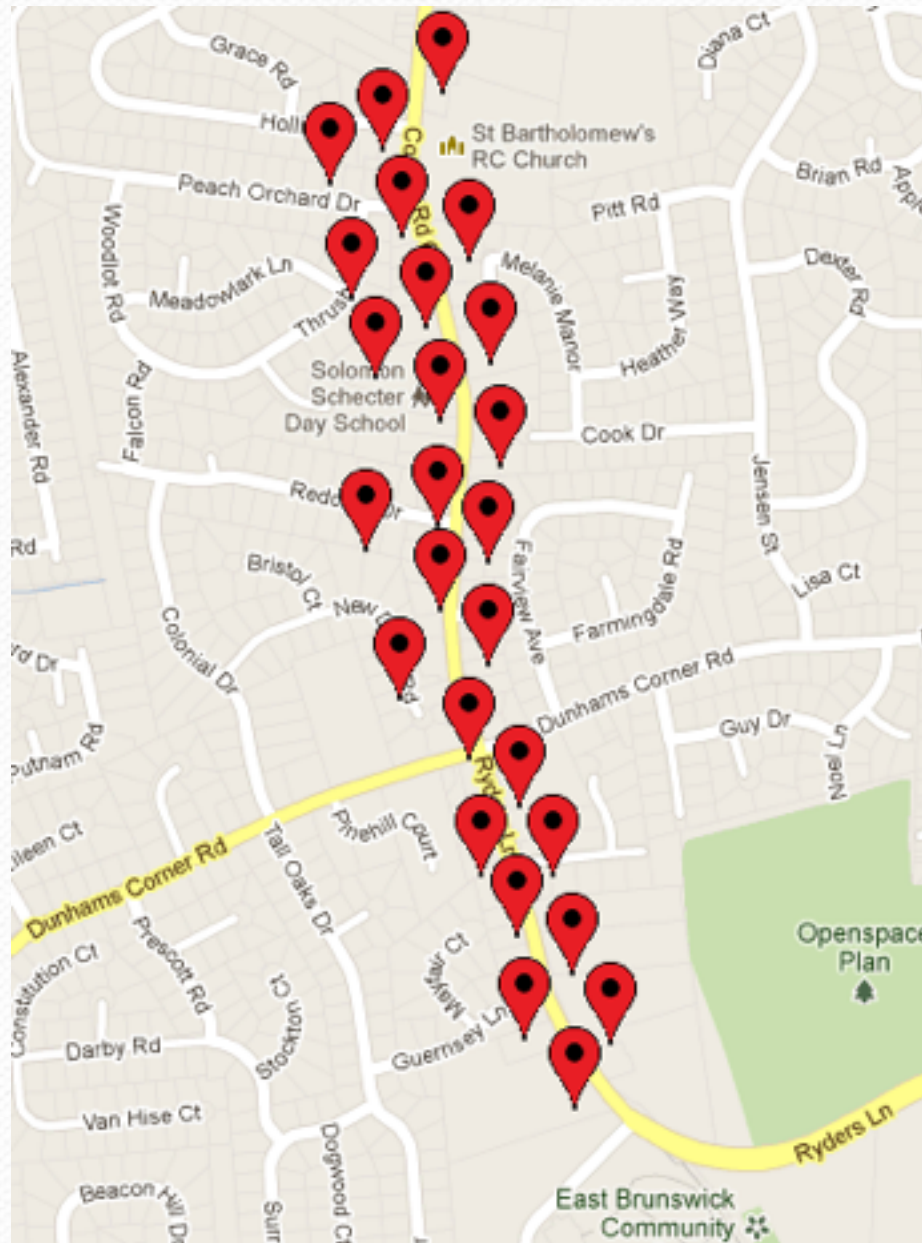 Grace Rd
Diana Ct
St Bartholomew's
RC Church
Brian Rd
Peach Orchard Dr
Pitt Rd
Woodlot Rd
Rd
Melanie Manor
Dexter Rd
Meadowlark Ln
Heather Way
Solomon
Schecter
Day School
Alexander Rd
Falcon Rd
Cook Dr
Jensen St
Rd
Fairview Ave
Bristol Ct
Lisa Ct
Farmingdale Rd
Colonial Dr
Rd
Dunhams Corner Rd
Guy Dr
Putnam Rd
Noel Ln
Pinehill Court
Tall Oaks Dr
Dunhams Corner Rd
Openspace
Plan
Prescott Rd
Constitution Ct
Mayfair Ct
Stockton Ct
Guernsey Ln
Darby Rd
Van Hise Ct
Dogwood Ct
Ryders Ln
Beacon Hill Dr
East Brunswick
Community